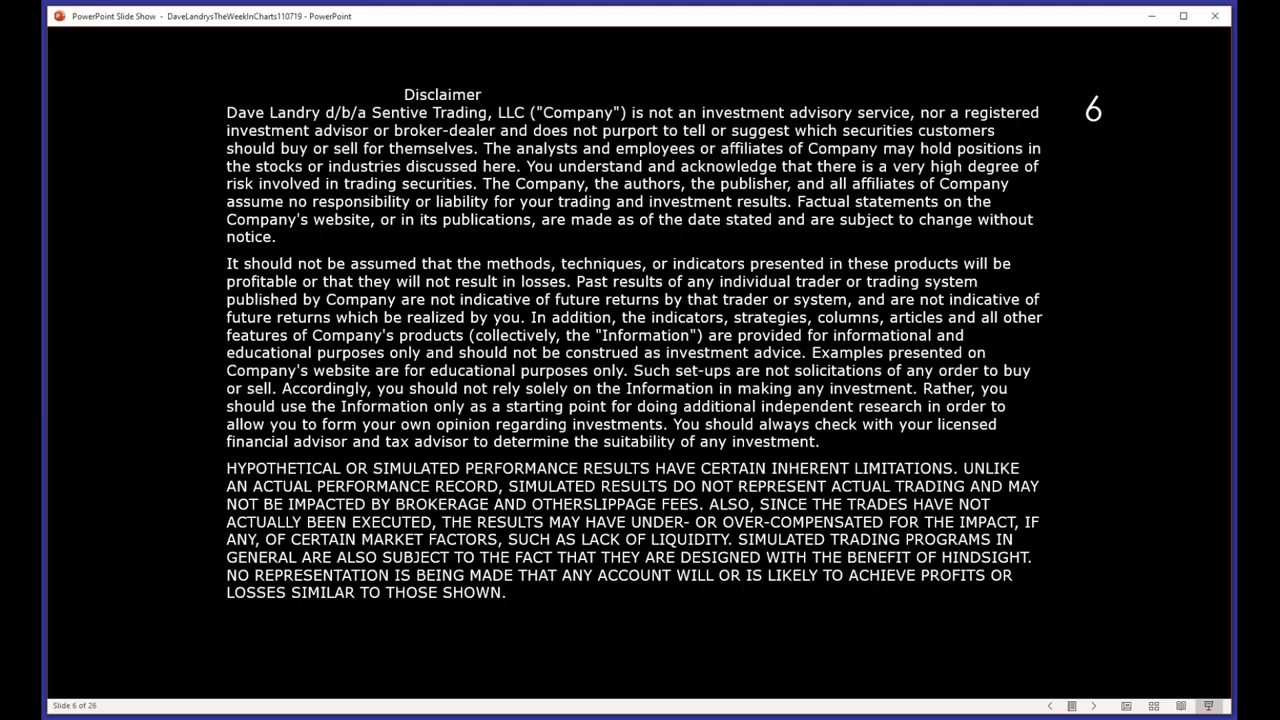 PowerPoint Slide Show - DaveLandrysTheWeekInCharts110719 - PowerPoint
Disclaimer
6
Dave Landry d/b/a Sentive Trading, LLC ("Company") is not an investment advisory service, nor a registered
investment advisor or broker-dealer and does not purport to tell or suggest which securities customers
should buy or sell for themselves. The analysts and employees or affiliates of Company may hold positions in
the stocks or industries discussed here. You understand and acknowledge that there is a very high degree of
risk involved in trading securities. The Company, the authors, the publisher, and all affiliates of Company
assume no responsibility or liability for your trading and investment results. Factual statements on the
Company's website, or in its publications, are made as of the date stated and are subject to change without
notice.
It should not be assumed that the methods, techniques, or indicators presented in these products will be
profitable or that they will not result in losses. Past results of any individual trader or trading system
published by Company are not indicative of future returns by that trader or system, and are not indicative of
future returns which be realized by you. In addition, the indicators, strategies, columns, articles and all other
features of Company's products (collectively, the "Information") are provided for informational and
educational purposes only and should not be construed as investment advice. Examples presented on
Company's website are for educational purposes only. Such set-ups are not solicitations of any order to buy
or sell. Accordingly, you should not rely solely on the Information in making any investment. Rather, you
should use the Information only as a starting point for doing additional independent research in order to
allow you to form your own opinion regarding investments. You should always check with your licensed
financial advisor and tax advisor to determine the suitability of any investment.
HYPOTHETICAL OR SIMULATED PERFORMANCE RESULTS HAVE CERTAIN INHERENT LIMITATIONS. UNLIKE
AN ACTUAL PERFORMANCE RECORD, SIMULATED RESULTS DO NOT REPRESENT ACTUAL TRADING AND MAY
NOT BE IMPACTED BY BROKERAGE AND OTHERSLIPPAGE FEES. ALSO, SINCE THE TRADES HAVE NOT
ACTUALLY BEEN EXECUTED, THE RESULTS MAY HAVE UNDER- OR OVER-COMPENSATED FOR THE IMPACT, IF
ANY, OF CERTAIN MARKET FACTORS, SUCH AS LACK OF LIQUIDITY. SIMULATED TRADING PROGRAMS IN
GENERAL ARE ALSO SUBJECT TO THE FACT THAT THEY ARE DESIGNED WITH THE BENEFIT OF HINDSIGHT.
NO REPRESENTATION IS BEING MADE THAT ANY ACCOUNT WILL OR IS LIKELY TO ACHIEVE PROFITS OR
LOSSES SIMILAR TO THOSE SHOWN.
Slide 6 of 26